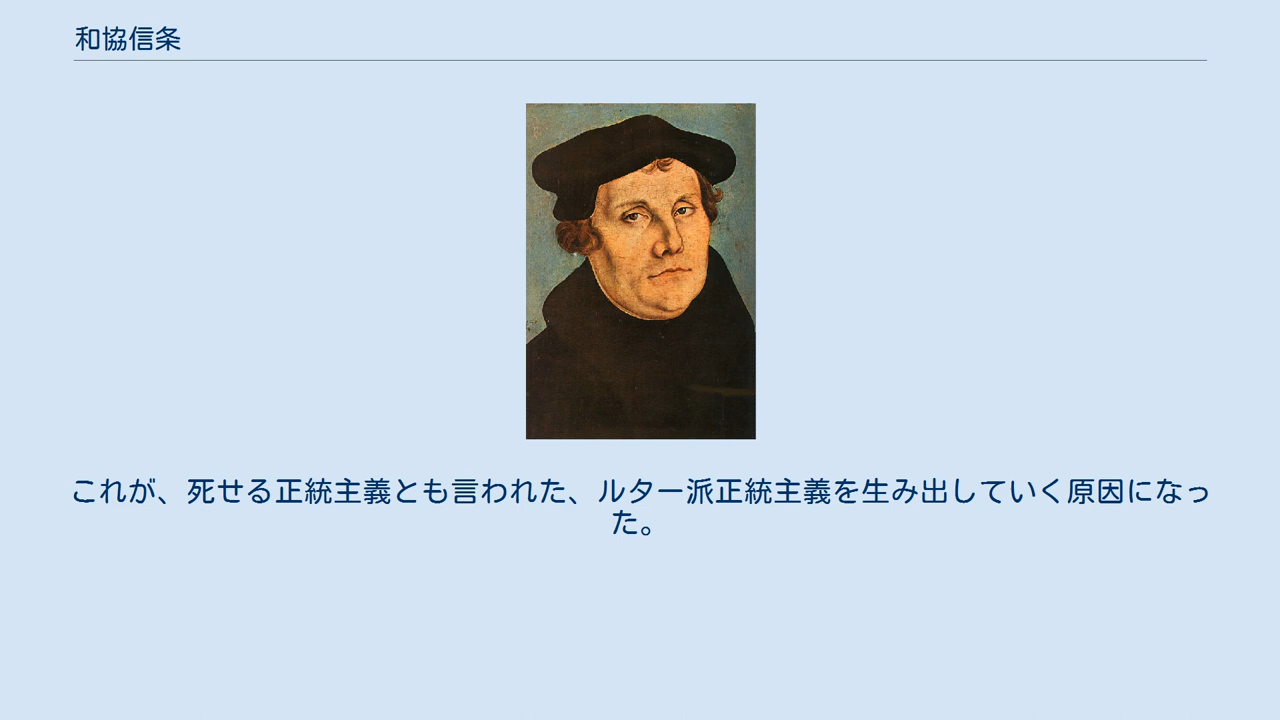 和協信条
これが、死せる正統主義とも言われた、ルター派正統主義を生み出していく原因になっ
た。